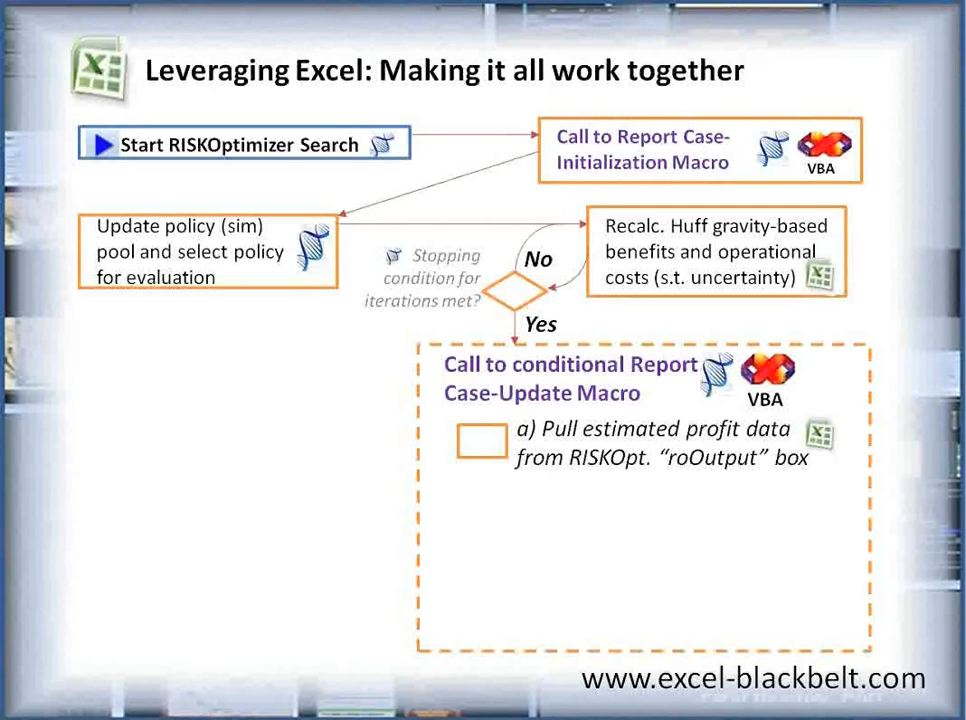 Leveraging Excel: Making it all work together
Start RISKOptimizer Search
Call to Report Case-
Initialization Macro
VBA
Update policy (sim)
pool and select policy
for evaluation
Stopping
condition for
iterations met?
No
Yes
Recalc. Huff gravity-based
benefits and operational
costs (s.t. uncertainty)
Call to conditional Report
Case-Update Macro
VBA
a) Pull estimated profit data
from RISKOpt. “roOutput” box
www.excel-blackbelt.com